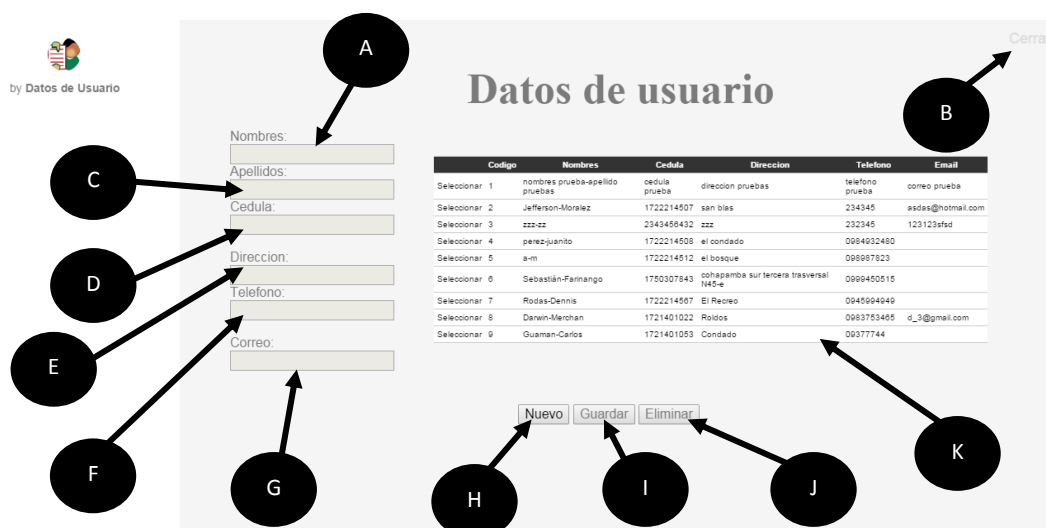 A
Cerra
by Datos de Usuario
Datos de usuario
B
Nombres:
Apellidos:
C
Cedula:
D
Direccion:
Telefono:
E
Correo:
F
G
Codigo Nombres Cedula Direccion Telefono Email
Seleccionar 1 nombres prueba-apellido pruebas cedula prueba direccion pruebas telefono prueba correo prueba
Seleccionar 2 Jefferson-Moralez 1722214507 san blas 234345 asdas@hotmail.com
Seleccionar 3 zzz-zz 2343456432 zzz 232345 123123sfsd
Seleccionar 4 perez-juanito 1722214508 el condado 0984932480
Seleccionar 5 a-m 1722214512 el bosque 098987823
Seleccionar 6 Sebastián-Farinango 1750307843 cohapamba sur tercera trasversal N45-e 0999450515
Seleccionar 7 Rodas-Dennis 1722214567 El Recreo 0945994949
Seleccionar 8 Darwin-Merchan 1721401022 Roldos 0983753465 d_3@gmail.com
Seleccionar 9 Guaman-Carlos 1721401053 Condado 09377744
Nuevo Guardar Eliminar
H
I
J
K